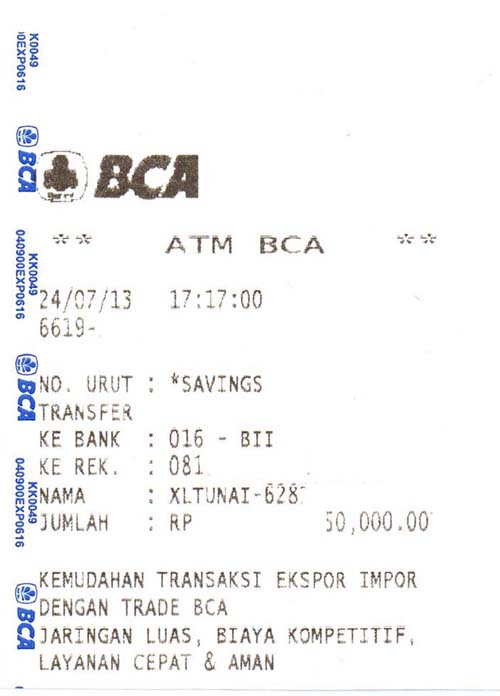 K0049
0EXP0616
BCA
BCA
** ATM BCA **
KK0049
040900EXP0616
24/07/13 17:17:00
6619-
BCA
NO. URUT : *SAVINGS
TRANSFER
KE BANK : 016 - BII
KE REK. : 081
KK0049
040900EXP0616
NAMA : XLTUNAI-628
JUMLAH : RP 50,000.00
KEMUDAHAN TRANSAKSI EKSPOR IMPOR
DENGAN TRADE BCA
BCA
JARINGAN LUAS, BIAYA KOMPETITIF,
LAYANAN CEPAT & AMAN